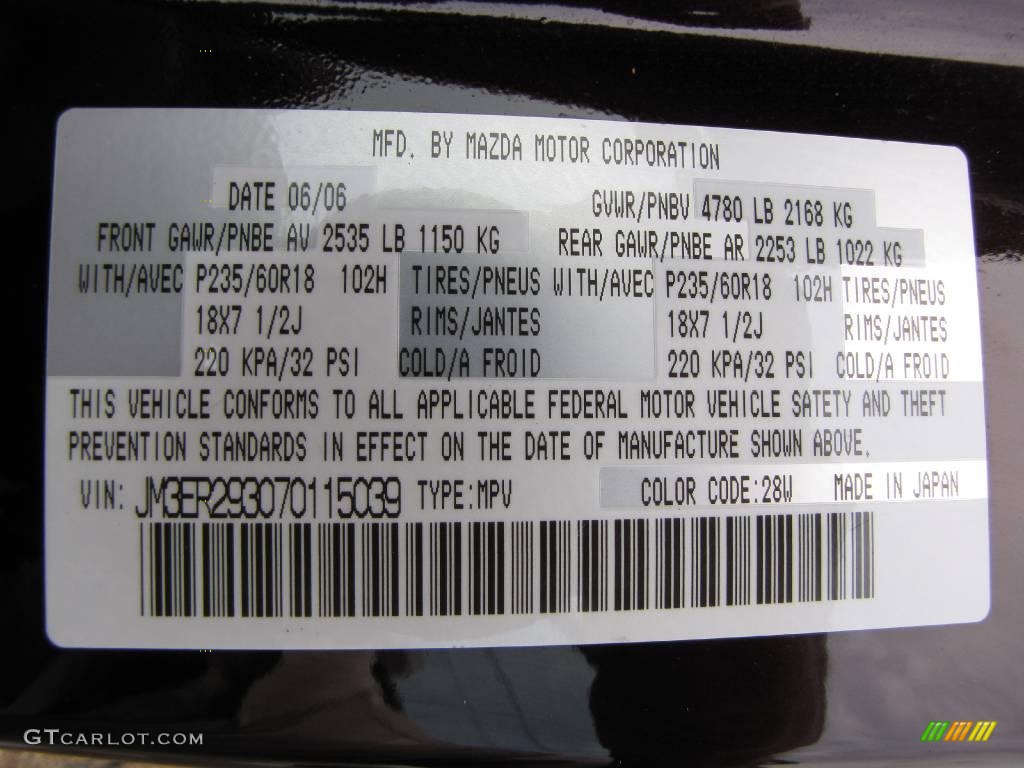 MFD. BY MAZDA MOTOR CORPORATION
DATE 06/06 GVWR/PNBV 4780 LB 2168 KG
FRONT GAWR/PNBE AV 2535 LB 1150 KG REAR GAWR/PNBE AR 2253 LB 1022 KG
WITH/AVEC P235/60R18 102H TIRES/PNEUS WITH/AVEC P235/60R18 102H TIRES/PNEUS
18X7 1/2J RIMS/JANTES 18X7 1/2J RIMS/JANTES
220 KPA/32 PSI COLD/A FROID 220 KPA/32 PSI COLD/A FROID
THIS VEHICLE CONFORMS TO ALL APPLICABLE FEDERAL MOTOR VEHICLE SAFETY AND THEFT
PREVENTION STANDARDS IN EFFECT ON THE DATE OF MANUFACTURE SHOWN ABOVE.
VIN: JM3ER293070115039 TYPE:MPV COLOR CODE:28W MADE IN JAPAN
GTCARLOT.COM